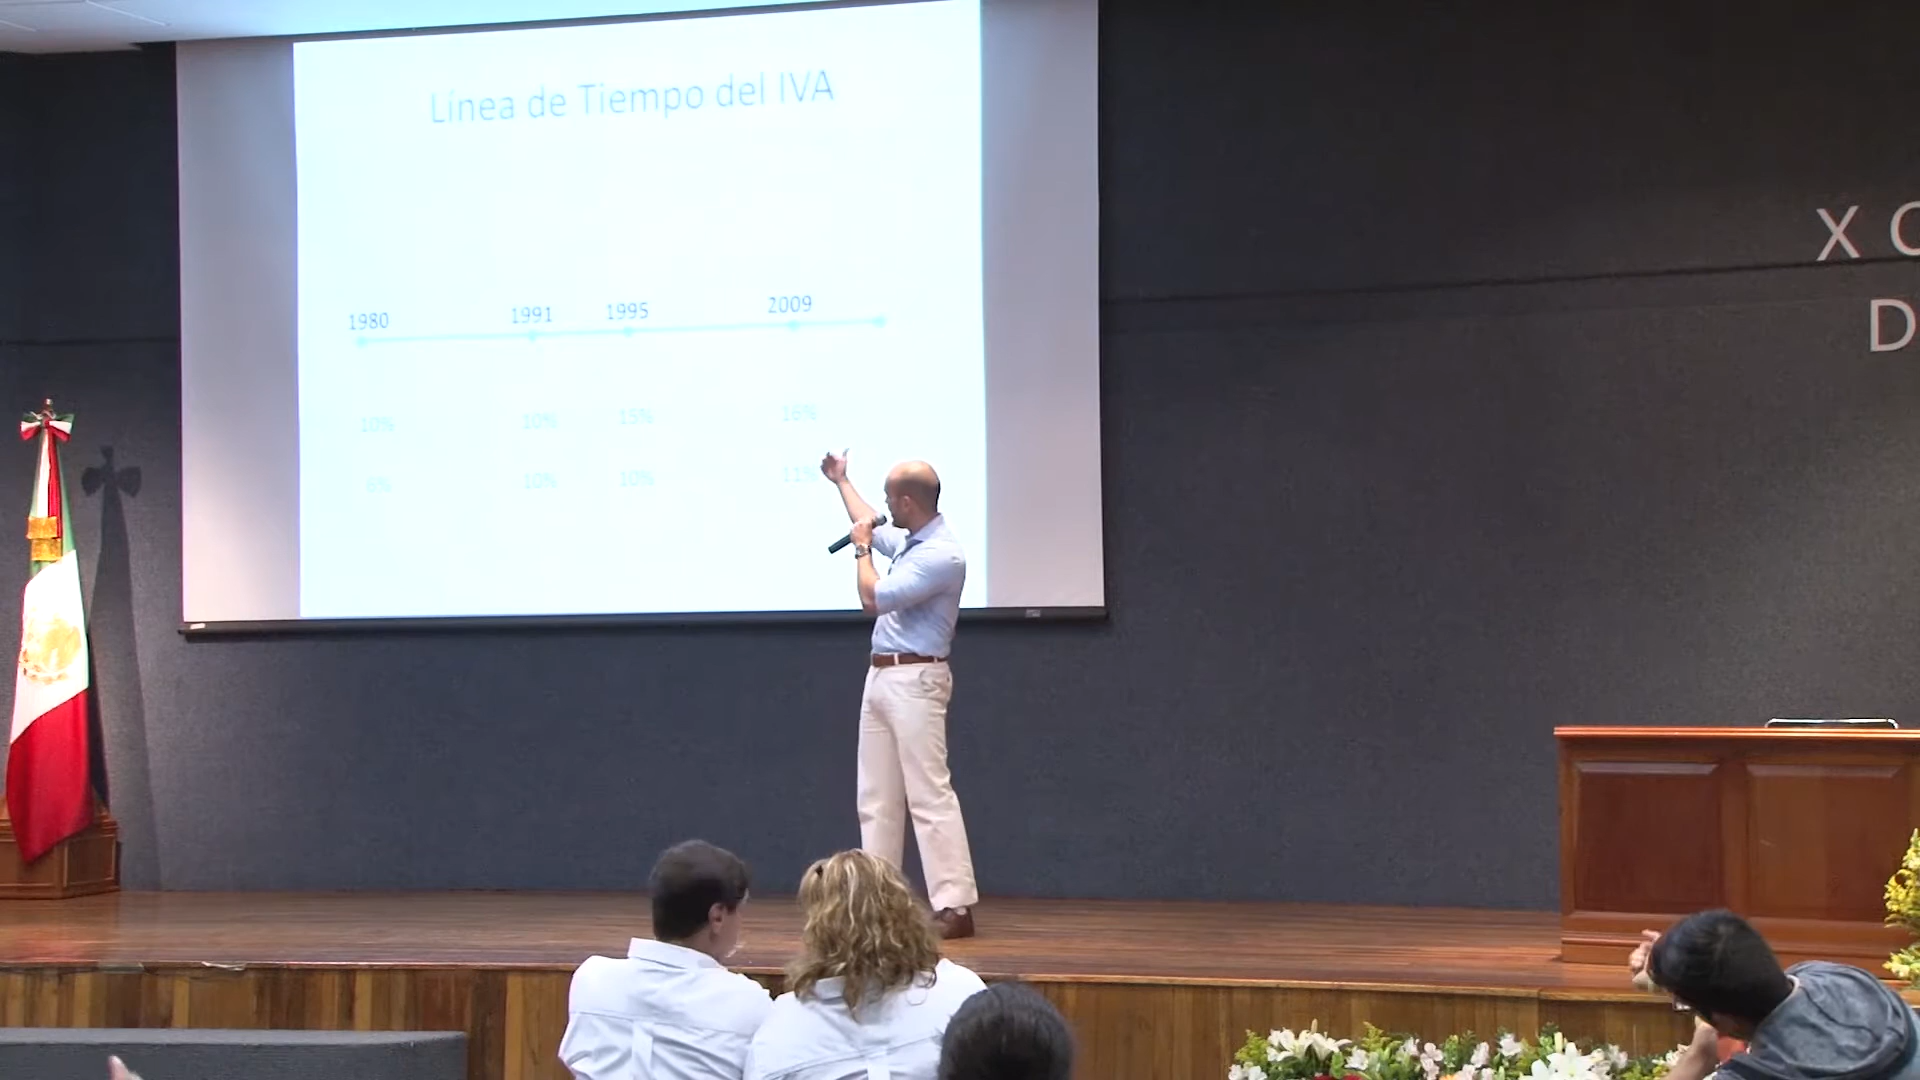 Línea de Tiempo del IVA
1980 1991 1995 2009
10% 10% 15% 16%
6% 10% 10% 11%
X C
D